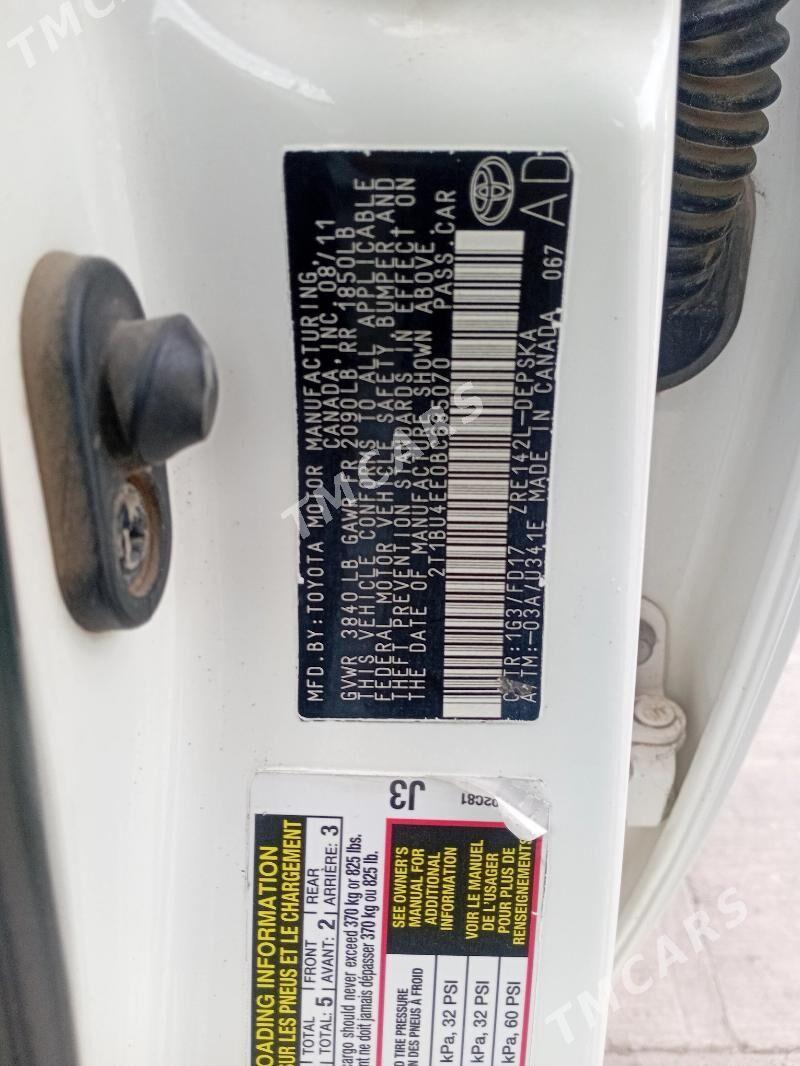 MFD.BY:TOYOTA MOTOR MANUFACTURING,
CANADA, INC. 08/11
GVWR 3840LB GAWR FR 2090LB RR 1850LB
THIS VEHICLE CONFORMS TO ALL APPLICABLE
FEDERAL MOTOR VEHICLE SAFETY, BUMPER, AND
THEFT PREVENTION STANDARDS IN EFFECT ON
THE DATE OF MANUFACTURE SHOWN ABOVE.
PASS.CAR
C/TR:1G3/FD17 ZRE142L-DEPSKA
A/TM:-03A/U341E MADE IN CANADA 067
AD
J3
LOADING INFORMATION
SUR LES PNEUS ET LE CHARGEMENT
TOTAL FRONT REAR
TOTAL: 5 AVANT: 2 ARRIÈRE: 3
cargo should never exceed 370 kg or 825 lbs.
ne doit jamais dépasser 370 kg ou 825 lb.
TIRE PRESSURE
DES PNEUS À FROID
kPa, 32 PSI
kPa, 32 PSI
kPa, 60 PSI
SEE OWNER'S
MANUAL FOR
ADDITIONAL
INFORMATION
VOIR LE MANUEL
DE L'USAGER
POUR PLUS DE
RENSEIGNEMENTS
TMCARS
TMCARS
TMCARS
TMCARS
TMCARS